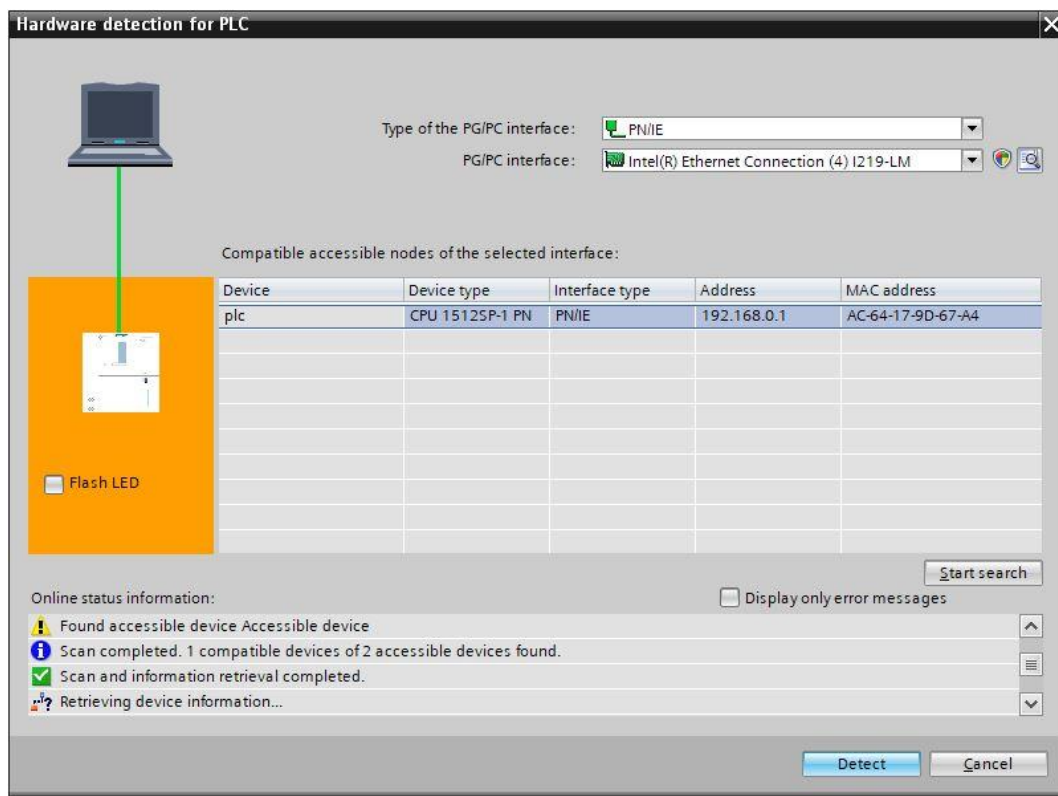 Hardware detection for PLC
Type of the PG/PC interface:
PN/IE
PG/PC interface:
Intel(R) Ethernet Connection (4) I219-LM
Compatible accessible nodes of the selected interface:
Device Device type Interface type Address MAC address
plc CPU 1512SP-1 PN PN/IE 192.168.0.1 AC-64-17-9D-67-A4
Flash LED
Start search
Online status information:
Display only error messages
Found accessible device Accessible device
Scan completed. 1 compatible devices of 2 accessible devices found.
Scan and information retrieval completed.
Retrieving device information...
Detect
Cancel